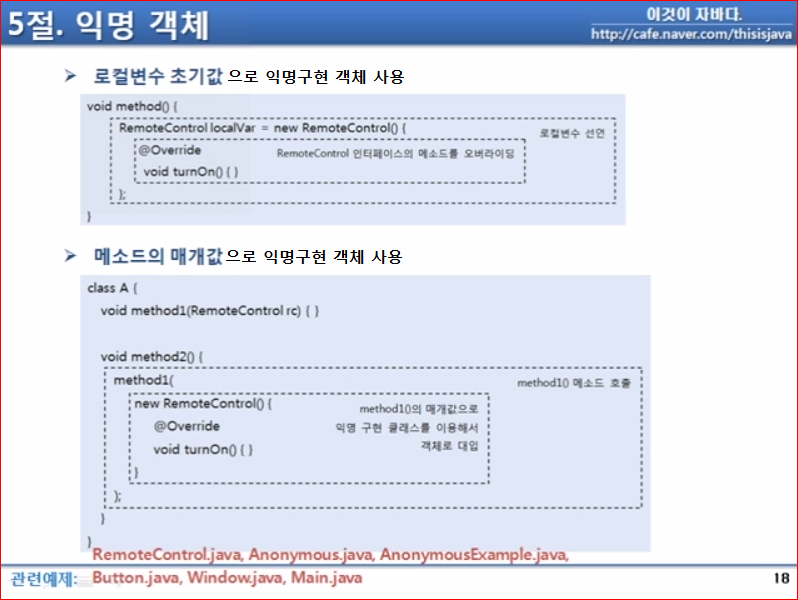 5절. 익명 객체
이것이 자바다.
http://cafe.naver.com/thisisjava
➤ 로컬변수 초기값 으로 익명구현 객체 사용
void method() {
RemoteControl localVar = new RemoteControl() {
로컬변수 선언
@Override
RemoteControl 인터페이스의 메소드를 오버라이딩
void turnOn() { }
};
}
➤ 메소드의 매개값 으로 익명구현 객체 사용
class A {
void method1(RemoteControl rc) { }
void method2() {
method1(
method1() 메소드 호출
new RemoteControl() {
method1()의 매개값으로
@Override
익명 구현 클래스를 이용해서
void turnOn() { }
객체로 대입
}
);
}
}
RemoteControl.java, Anonymous.java, AnonymousExample.java,
관련예제: Button.java, Window.java, Main.java
18